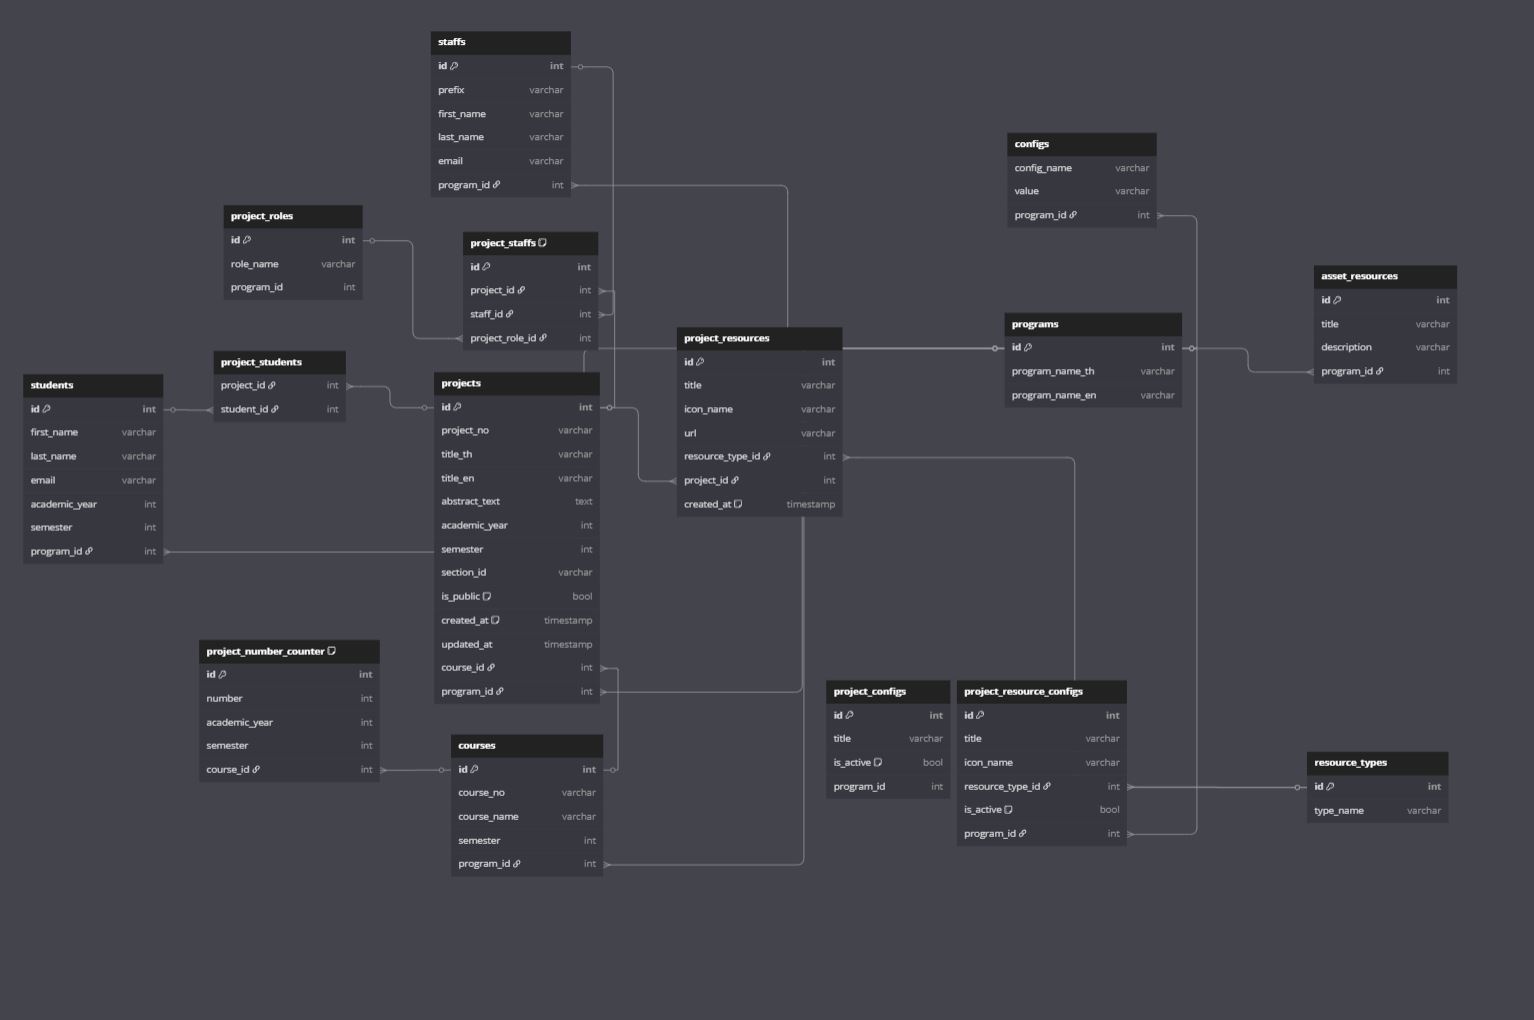 staffs
id int
prefix varchar
first_name varchar
last_name varchar
email varchar
program_id int
configs
config_name varchar
value varchar
program_id int
project_roles
id int
role_name varchar
program_id int
project_staffs
id int
project_id int
staff_id int
project_role_id int
asset_resources
id int
title varchar
description varchar
program_id int
programs
id int
program_name_th varchar
program_name_en varchar
project_resources
id int
title varchar
icon_name varchar
url varchar
resource_type_id int
project_id int
created_at timestamp
project_students
project_id int
student_id int
students
id int
first_name varchar
last_name varchar
email varchar
academic_year int
semester int
program_id int
projects
id int
project_no varchar
title_th varchar
title_en varchar
abstract_text text
academic_year int
semester int
section_id varchar
is_public bool
created_at timestamp
updated_at timestamp
course_id int
program_id int
project_number_counter
id int
number int
academic_year int
semester int
course_id int
courses
id int
course_no varchar
course_name varchar
semester int
program_id int
project_configs
id int
title varchar
is_active bool
program_id int
project_resource_configs
id int
title varchar
icon_name varchar
resource_type_id int
is_active bool
program_id int
resource_types
id int
type_name varchar